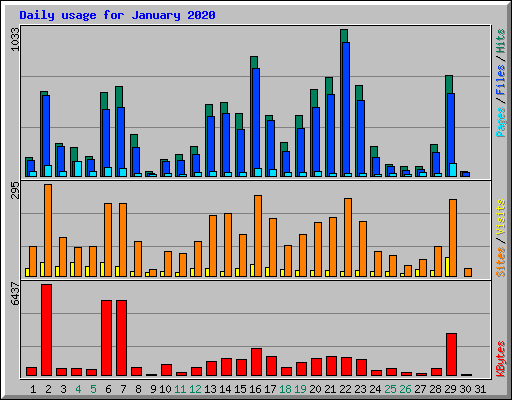 Daily usage for January 2020
1033
Pages / Files / Hits
295
Sites / Visits
6437
KBytes
1 2 3 4 5 6 7 8 9 10 11 12 13 14 15 16 17 18 19 20 21 22 23 24 25 26 27 28 29 30 31